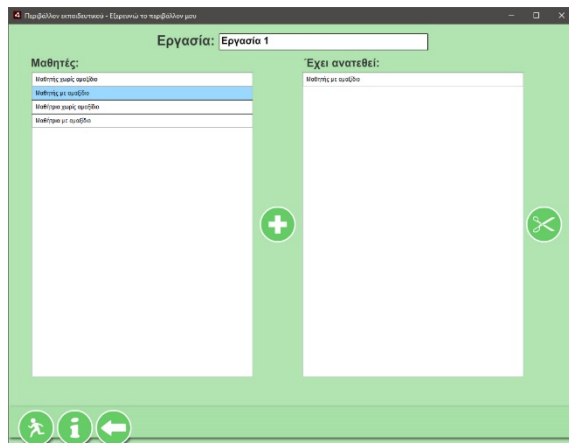 Περιβάλλον εκπαιδευτικού - Εξερευνώ το περιβάλλον μου
Εργασία: Εργασία 1
Μαθητές:
Μαθητής χωρίς αμαξίδιο
Μαθητής με αμαξίδιο
Μαθήτρια χωρίς αμαξίδιο
Μαθήτρια με αμαξίδιο
Έχει ανατεθεί:
Μαθητής με αμαξίδιο